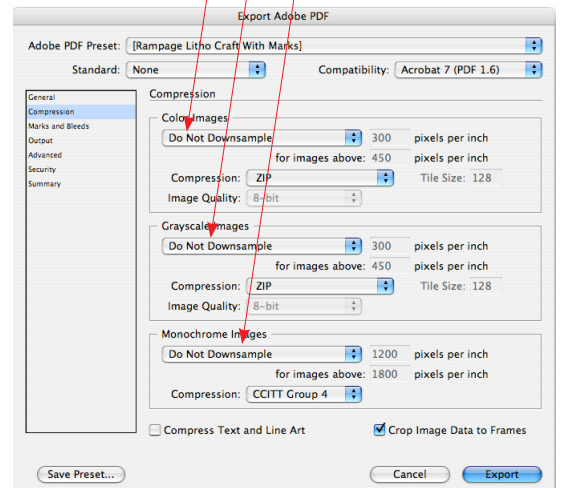 Export Adobe PDF
Adobe PDF Preset: [Rampage Litho Craft With Marks]
Standard: None Compatibility: Acrobat 7 (PDF 1.6)
General
Compression
Marks and Bleeds
Output
Advanced
Security
Summary
Compression
Color Images
Do Not Downsample 300 pixels per inch
for images above: 450 pixels per inch
Compression: ZIP Tile Size: 128
Image Quality: 8-bit
Grayscale Images
Do Not Downsample 300 pixels per inch
for images above: 450 pixels per inch
Compression: ZIP Tile Size: 128
Image Quality: 8-bit
Monochrome Images
Do Not Downsample 1200 pixels per inch
for images above: 1800 pixels per inch
Compression: CCITT Group 4
Compress Text and Line Art Crop Image Data to Frames
Save Preset... Cancel Export